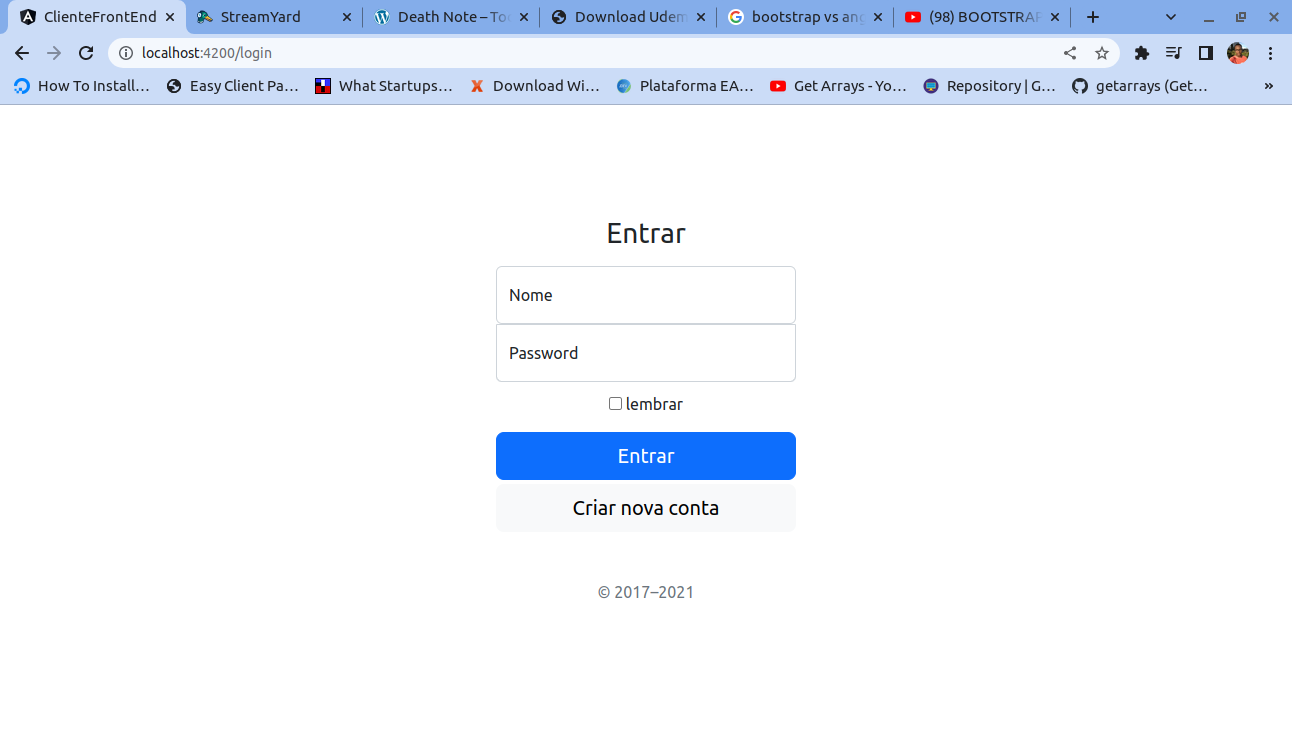 ClienteFrontEnd
StreamYard
Death Note – Too
Download Udem
bootstrap vs ang
(98) BOOTSTRAP
localhost:4200/login
How To Install…
Easy Client Pa…
What Startups…
Download Wi…
Plataforma EA…
Get Arrays - Yo…
Repository | G…
getarrays (Get…
»
Entrar
Nome
Password
lembrar
Entrar
Criar nova conta
© 2017–2021